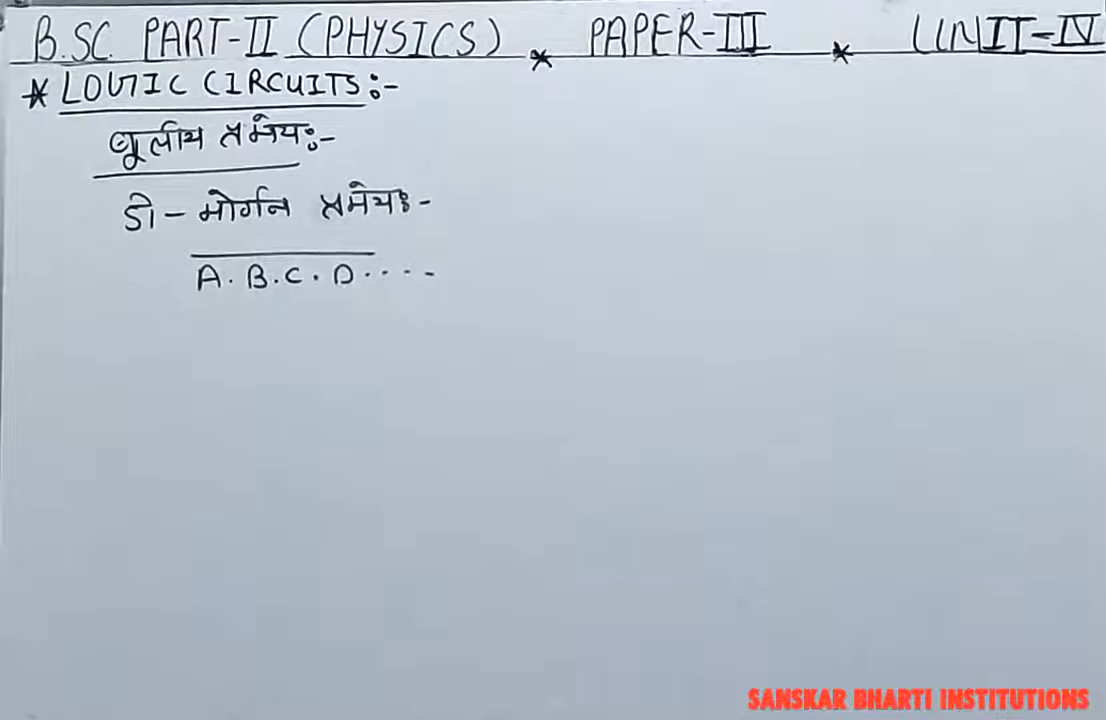 B.SC. PART-II (PHYSICS) * PAPER-III * UNIT-IV
* LOGIC CIRCUITS:-
बूलीय प्रमेय:-
डी - मोर्गन प्रमेय:-
A. B. C. D....
SANSKAR BHARTI INSTITUTIONS